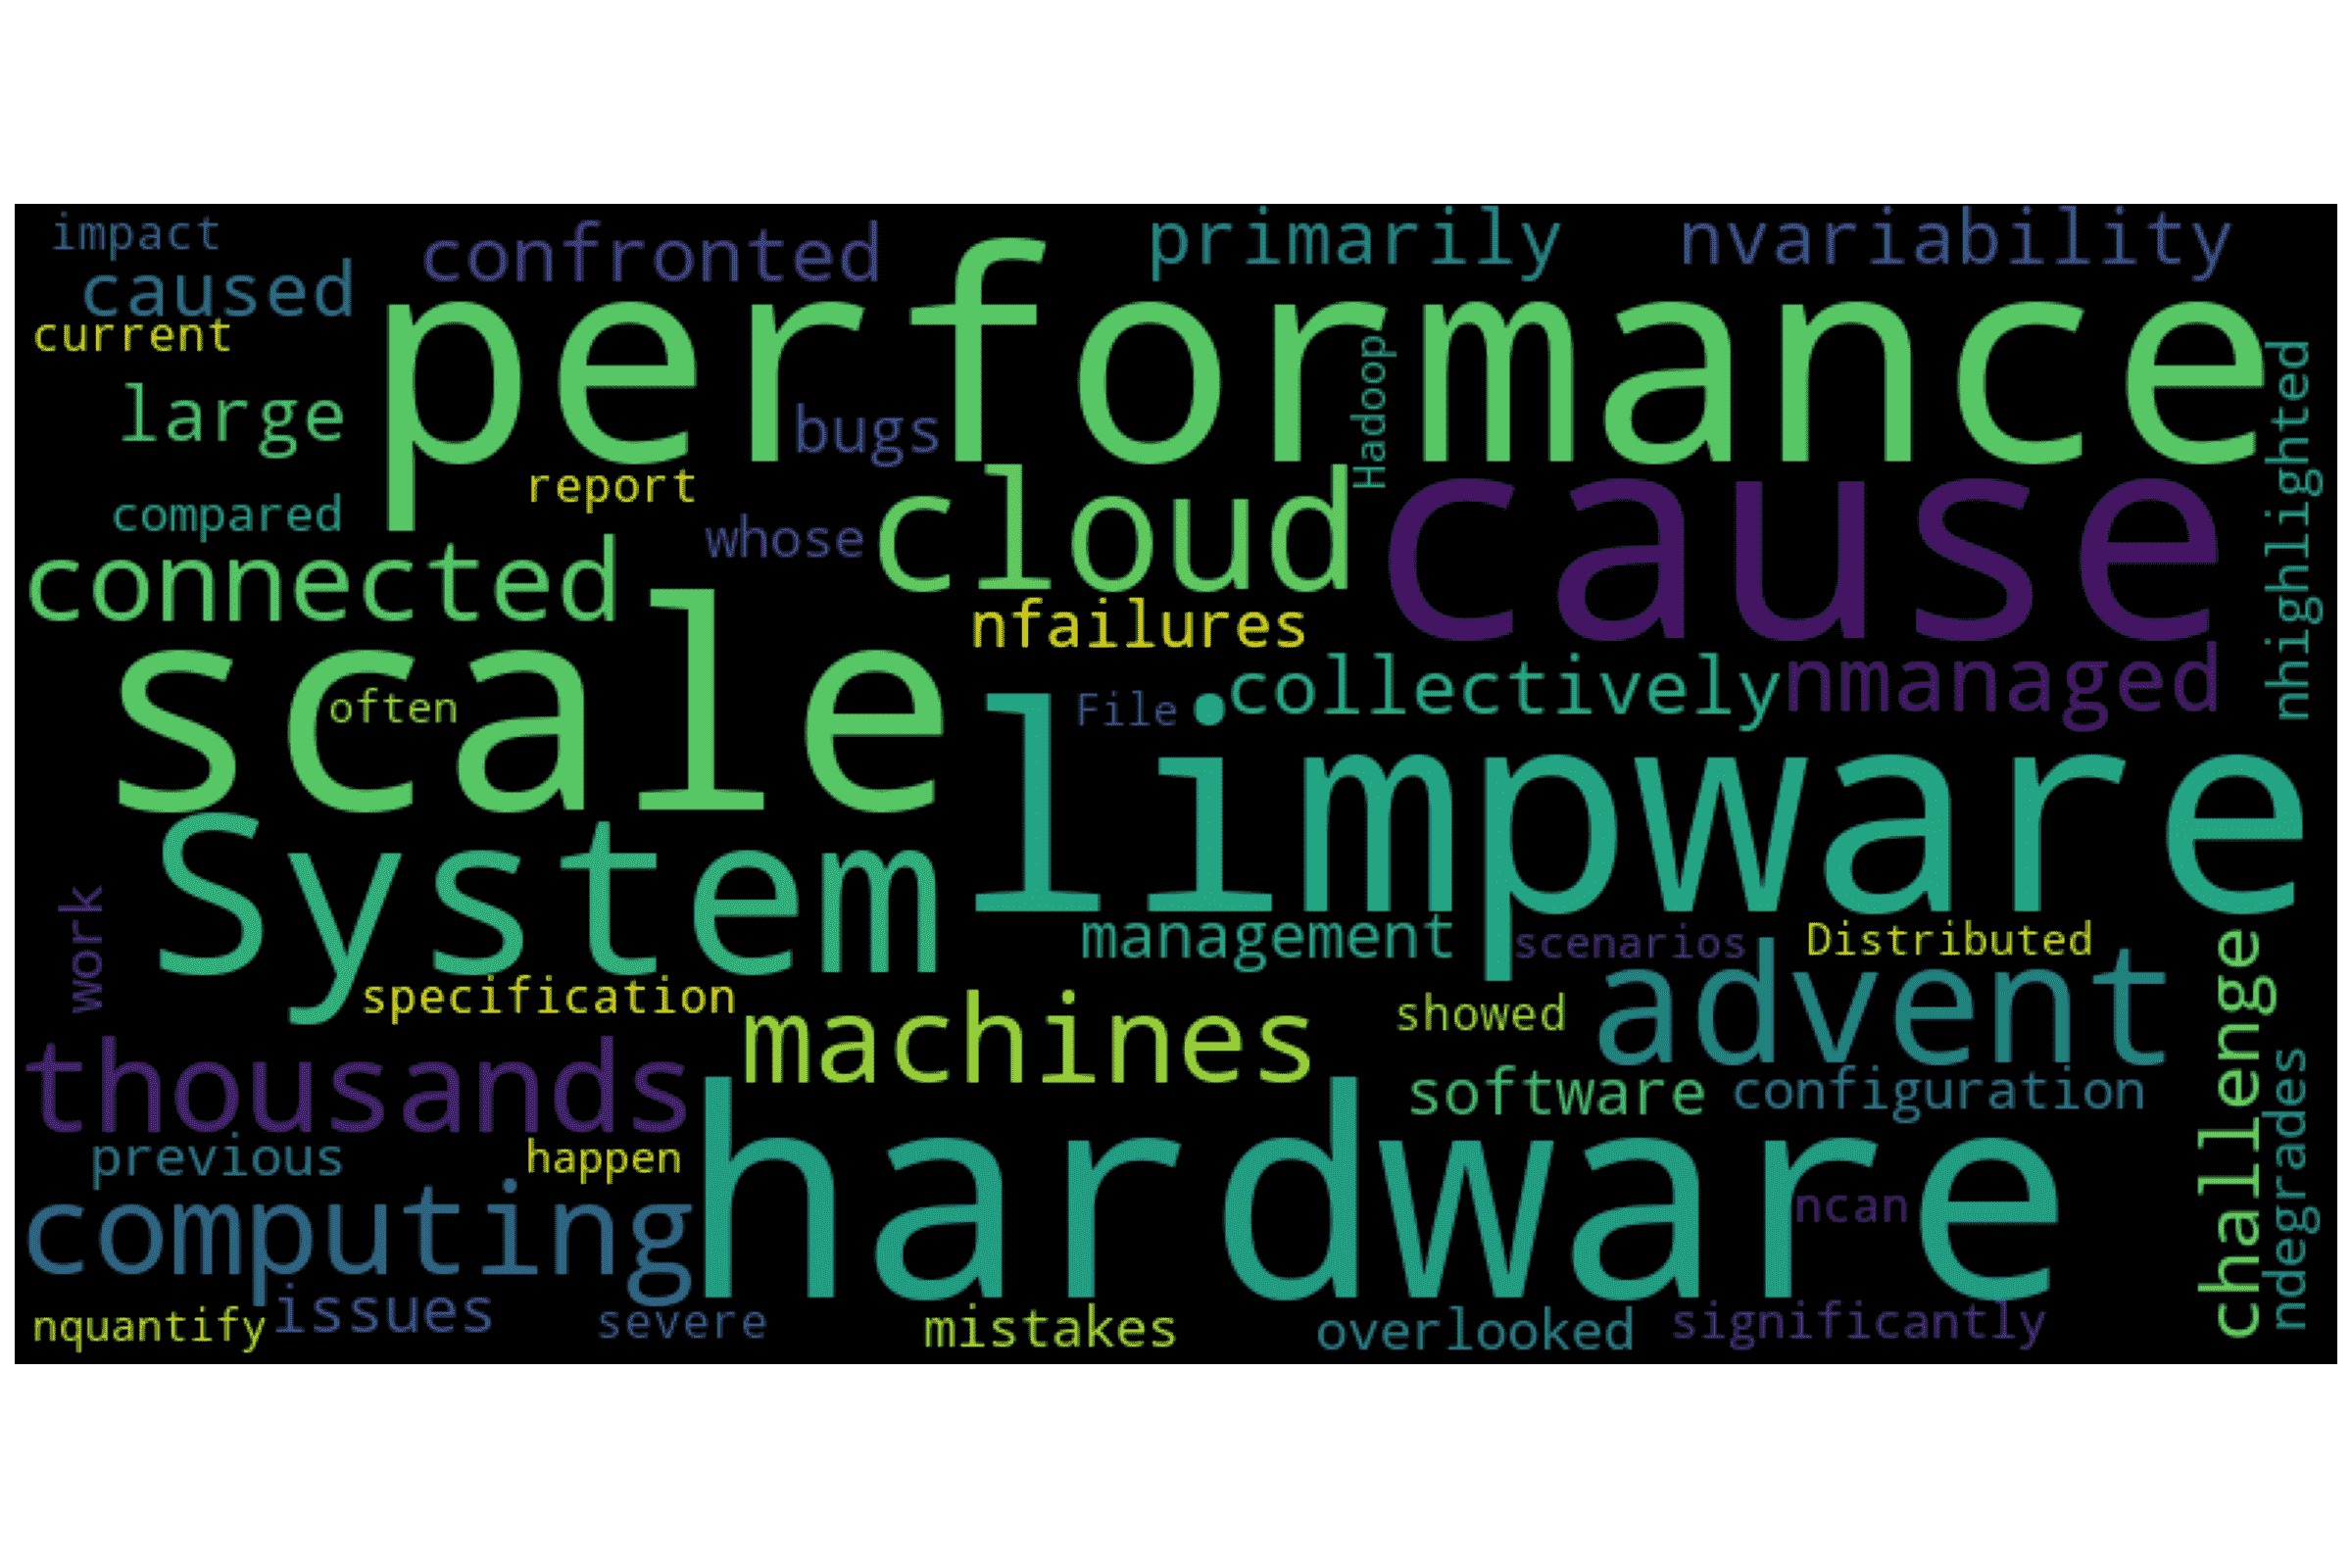 impact
confronted
primarily
nvariability
caused
current
performance
large
bugs
Hadoop
nhighlighted
report
cloud
cause
compared
whose
connected
nfailures
scale
often
File
collectively
nmanaged
limpware
System
work
management
scenarios
Distributed
specification
machines
showed
advent
challenge
thousands
software
configuration
ndegrades
previous
happen
hardware
ncan
computing
nquantify
issues
severe
mistakes
overlooked
significantly